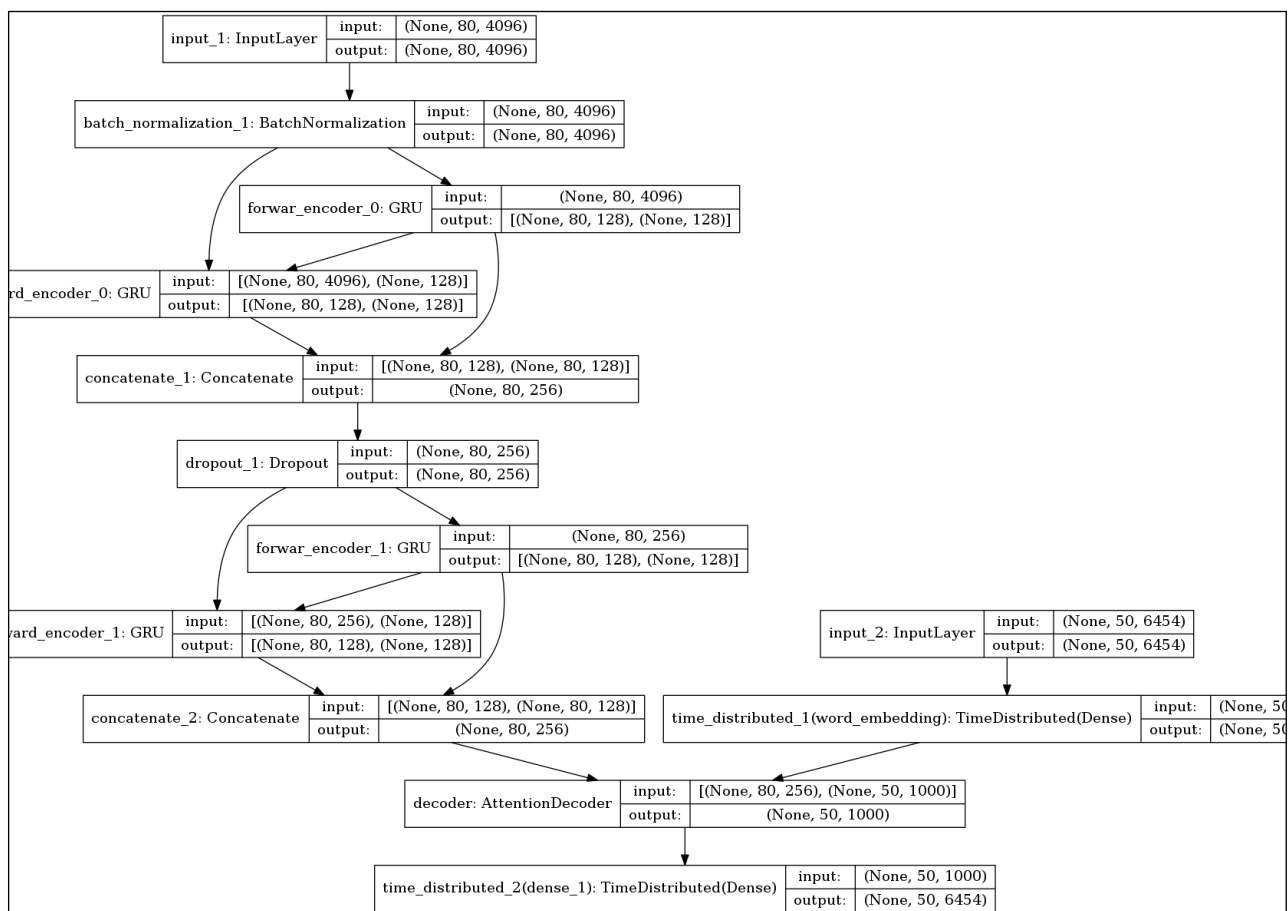 input_1: InputLayer
input: (None, 80, 4096)
output: (None, 80, 4096)
batch_normalization_1: BatchNormalization
input: (None, 80, 4096)
output: (None, 80, 4096)
forwar_encoder_0: GRU
input: (None, 80, 4096)
output: [(None, 80, 128), (None, 128)]
rd_encoder_0: GRU
input: [(None, 80, 4096), (None, 128)]
output: [(None, 80, 128), (None, 128)]
concatenate_1: Concatenate
input: [(None, 80, 128), (None, 80, 128)]
output: (None, 80, 256)
dropout_1: Dropout
input: (None, 80, 256)
output: (None, 80, 256)
forwar_encoder_1: GRU
input: (None, 80, 256)
output: [(None, 80, 128), (None, 128)]
ward_encoder_1: GRU
input: [(None, 80, 256), (None, 128)]
output: [(None, 80, 128), (None, 128)]
input_2: InputLayer
input: (None, 50, 6454)
output: (None, 50, 6454)
concatenate_2: Concatenate
input: [(None, 80, 128), (None, 80, 128)]
output: (None, 80, 256)
time_distributed_1(word_embedding): TimeDistributed(Dense)
input: (None, 50
output: (None, 50
decoder: AttentionDecoder
input: [(None, 80, 256), (None, 50, 1000)]
output: (None, 50, 1000)
time_distributed_2(dense_1): TimeDistributed(Dense)
input: (None, 50, 1000)
output: (None, 50, 6454)